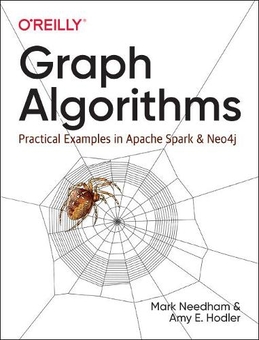 O'REILLY®
Graph
Algorithms
Practical Examples in Apache Spark & Neo4j
Mark Needham &
Amy E. Hodler